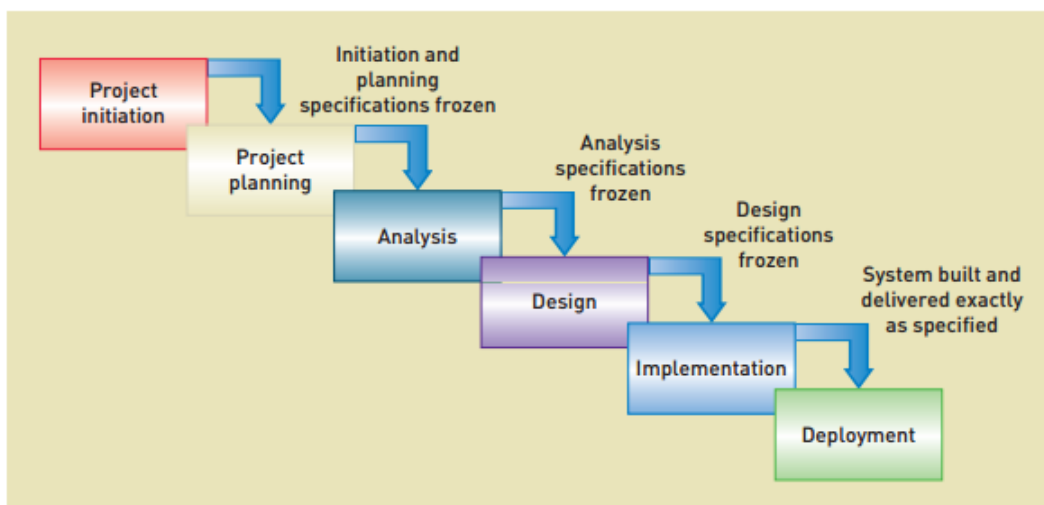 Project
initiation
Initiation and
planning
specifications frozen
Project
planning
Analysis
specifications
frozen
Analysis
Design
specifications
frozen
Design
System built and
delivered exactly
as specified
Implementation
Deployment